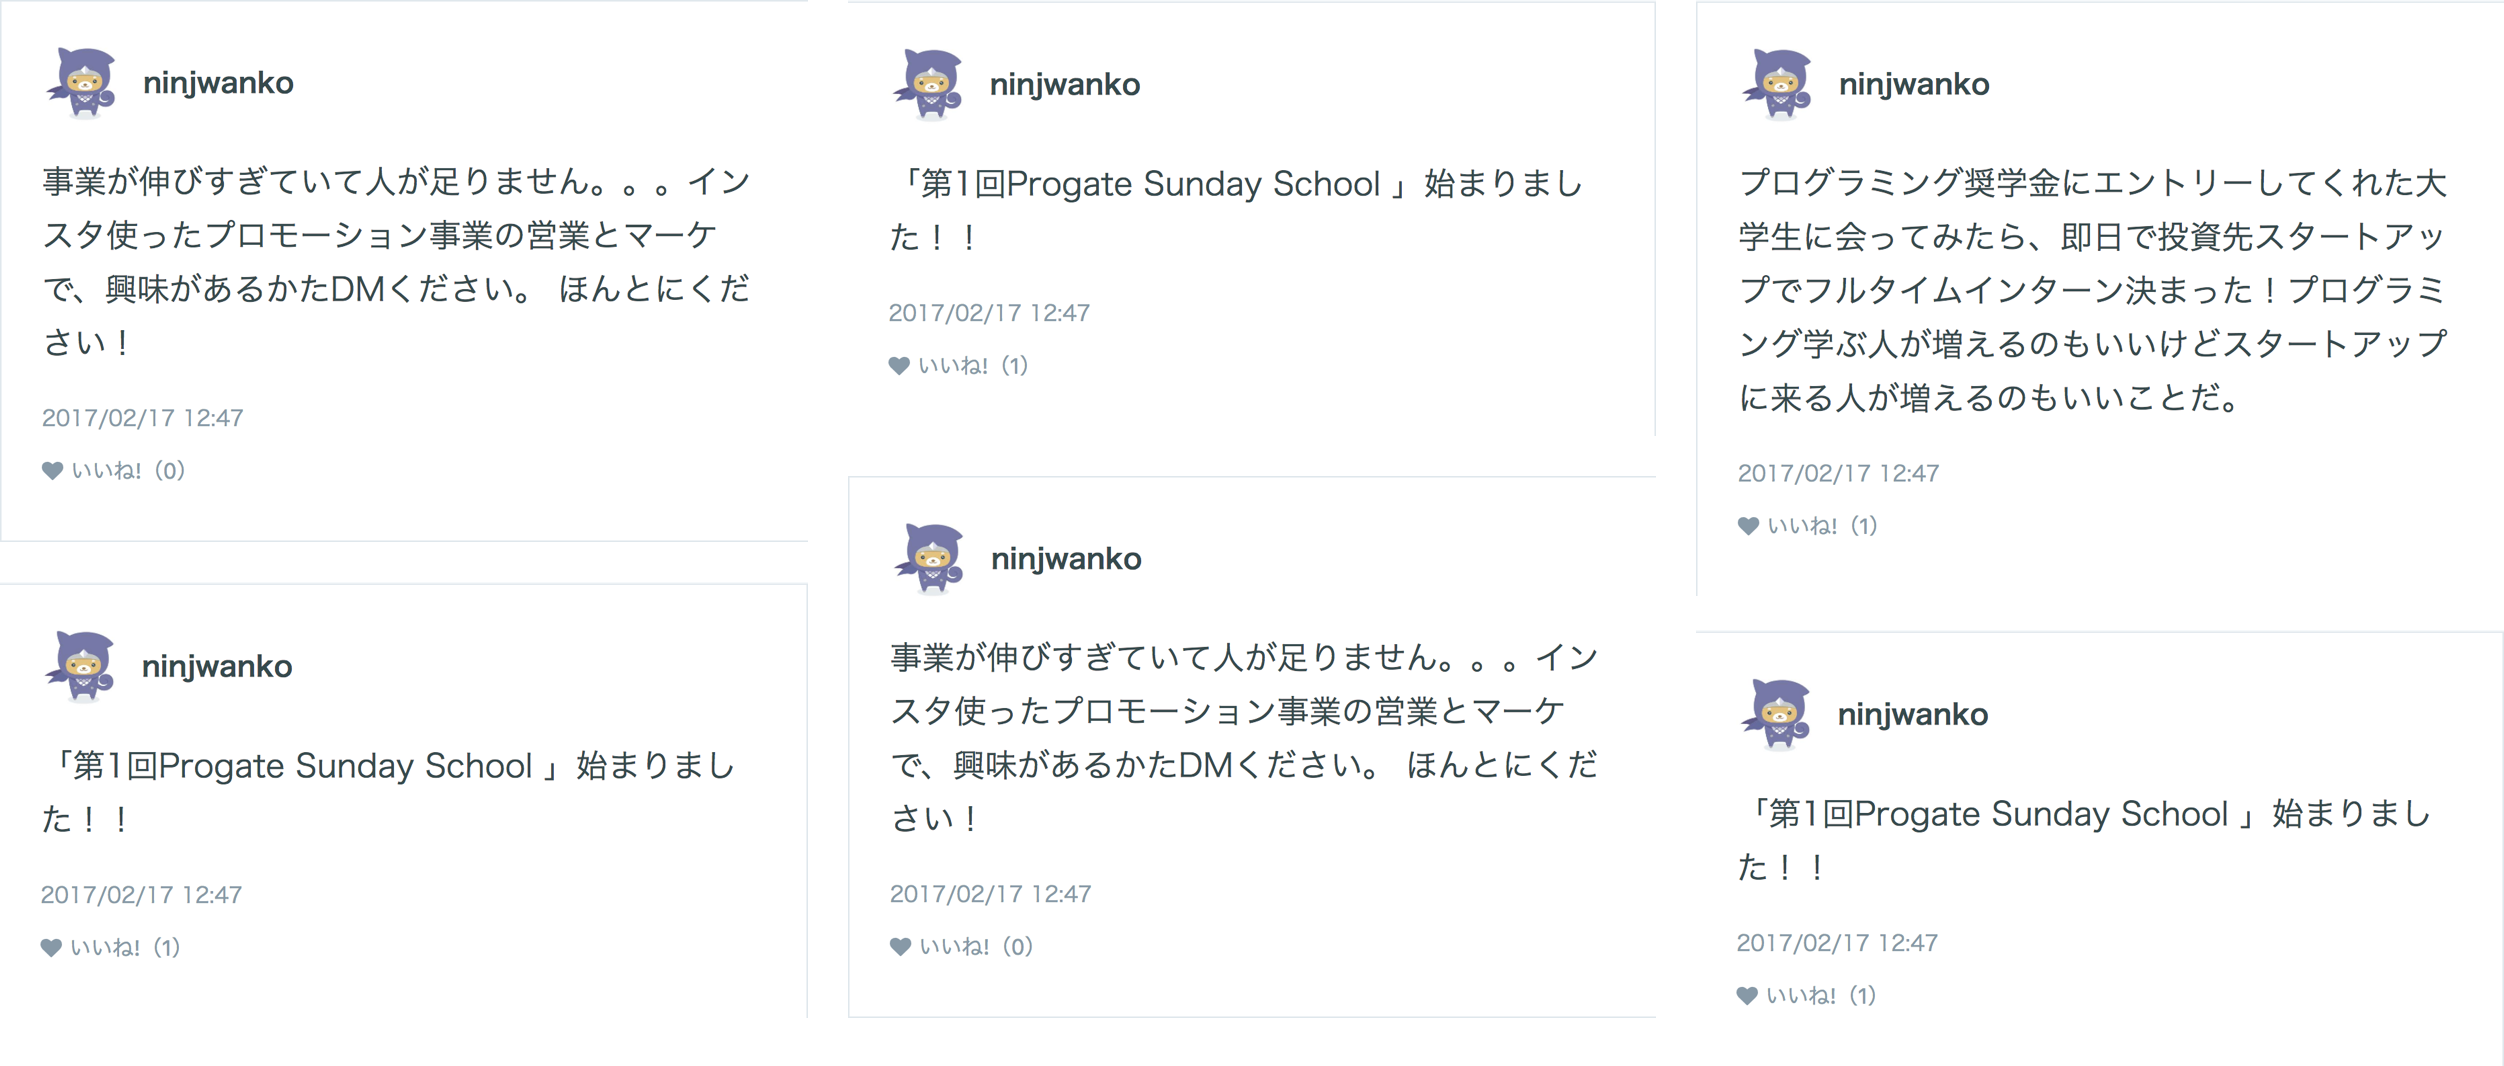 ninjwanko
事業が伸びすぎていて人が足りません。。。イン
スタ使ったプロモーション事業の営業とマーケ
で、興味があるかたDMください。 ほんとにくだ
さい！
2017/02/17 12:47
いいね!（0）
ninjwanko
「第1回Progate Sunday School 」始まりまし
た！！
2017/02/17 12:47
いいね!（1）
ninjwanko
「第1回Progate Sunday School 」始まりまし
た！！
2017/02/17 12:47
いいね!（1）
ninjwanko
事業が伸びすぎていて人が足りません。。。イン
スタ使ったプロモーション事業の営業とマーケ
で、興味があるかたDMください。 ほんとにくだ
さい！
2017/02/17 12:47
いいね!（0）
ninjwanko
プログラミング奨学金にエントリーしてくれた大
学生に会ってみたら、即日で投資先スタートアッ
プでフルタイムインターン決まった！プログラミ
ング学ぶ人が増えるのもいいけどスタートアップ
に来る人が増えるのもいいことだ。
2017/02/17 12:47
いいね!（1）
ninjwanko
「第1回Progate Sunday School 」始まりまし
た！！
2017/02/17 12:47
いいね!（1）